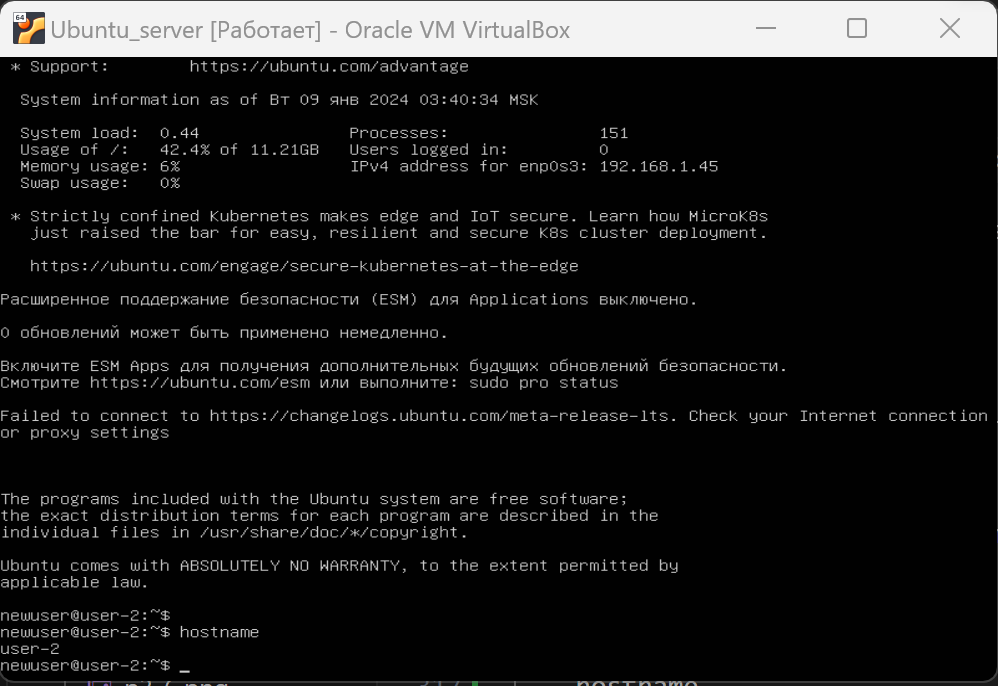 64
Ubuntu_server [Работает] - Oracle VM VirtualBox
* Support:        https://ubuntu.com/advantage
System information as of Вт 09 янв 2024 03:40:34 MSK
System load:  0.44               Processes:               151
Usage of /:   42.4% of 11.21GB   Users logged in:         0
Memory usage: 6%                 IPv4 address for enp0s3: 192.168.1.45
Swap usage:   0%
* Strictly confined Kubernetes makes edge and IoT secure. Learn how MicroK8s
just raised the bar for easy, resilient and secure K8s cluster deployment.
https://ubuntu.com/engage/secure-kubernetes-at-the-edge
Расширенное поддержание безопасности (ESM) для Applications выключено.
0 обновлений может быть применено немедленно.
Включите ESM Apps для получения дополнительных будущих обновлений безопасности.
Смотрите https://ubuntu.com/esm или выполните: sudo pro status
Failed to connect to https://changelogs.ubuntu.com/meta-release-lts. Check your Internet connection
or proxy settings
The programs included with the Ubuntu system are free software;
the exact distribution terms for each program are described in the
individual files in /usr/share/doc/*/copyright.
Ubuntu comes with ABSOLUTELY NO WARRANTY, to the extent permitted by
applicable law.
newuser@user-2:~$
newuser@user-2:~$ hostname
user-2
newuser@user-2:~$ _
hostname